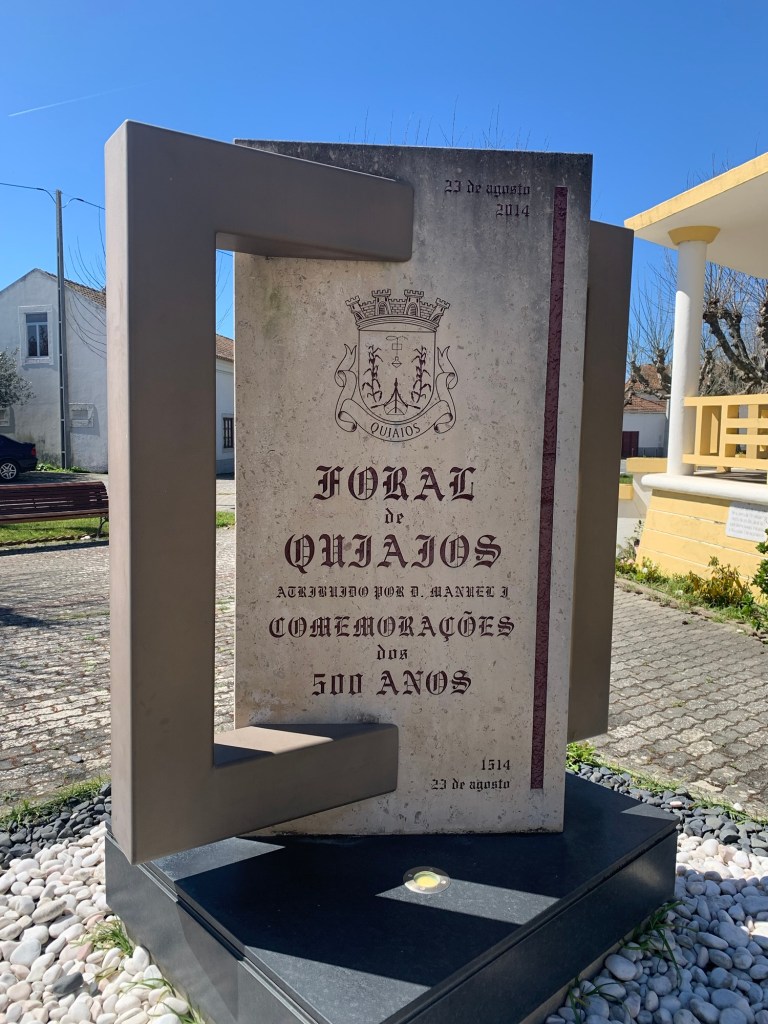 23 de agosto
2014
QUIAIOS
FORAL
de
QUIAIOS
ATRIBUIDO POR D. MANUEL I
COMEMORAÇÕES
dos
500 ANOS
1514
23 de agosto